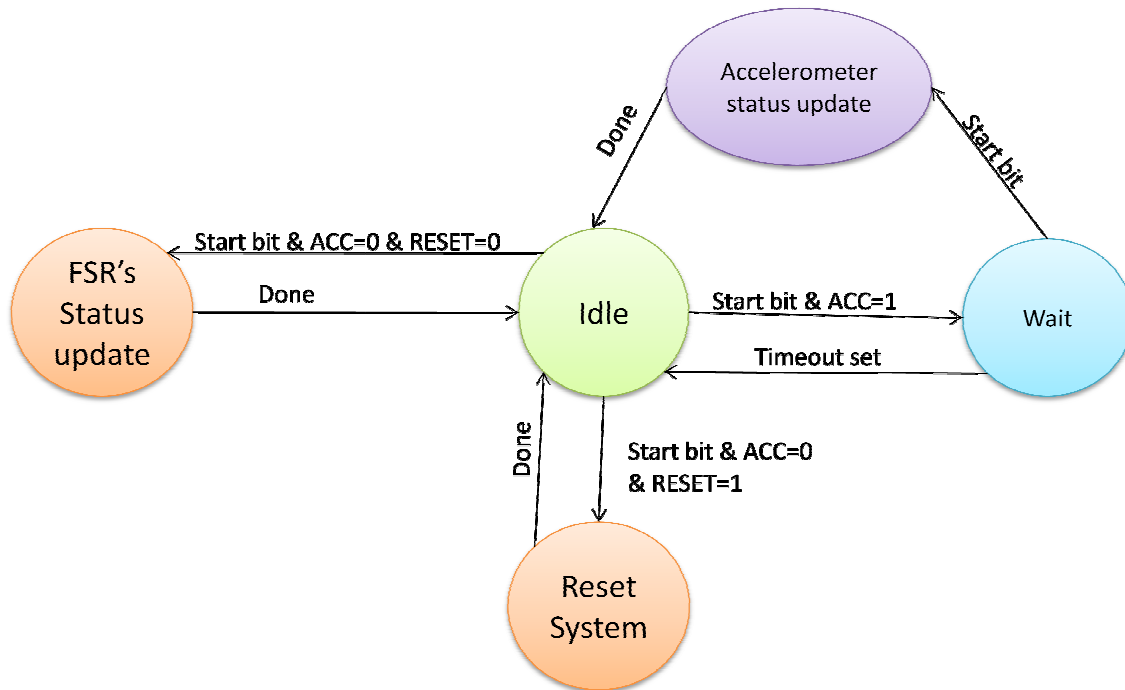 Accelerometer
status update
Start bit
Done
Start bit & ACC=0 & RESET=0
FSR's
Status
update
Done
Idle
Start bit & ACC=1
Wait
Timeout set
Done
Start bit & ACC=0
& RESET=1
Reset
System